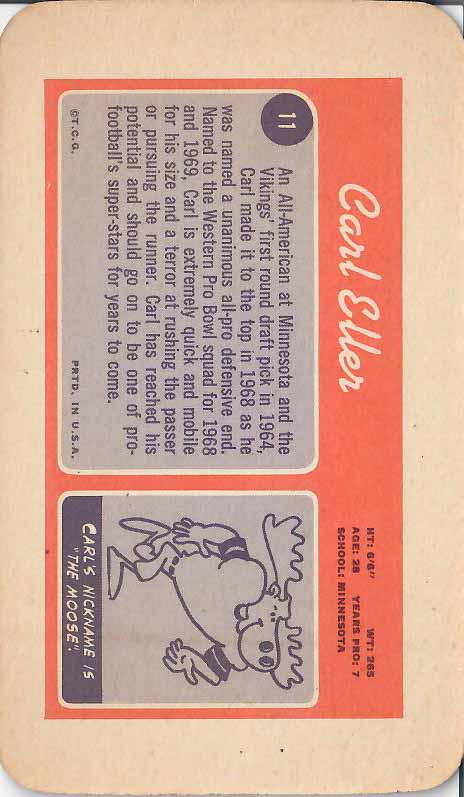 Carl Eller
HT: 6'6" WT: 265
AGE: 28 YEARS PRO: 7
SCHOOL: MINNESOTA
11
An All-American at Minnesota and the
Vikings' first round draft pick in 1964,
Carl made it to the top in 1968 as he
was named a unanimous all-pro defensive end.
Named to the Western Pro Bowl squad for 1968
and 1969, Carl is extremely quick and mobile
for his size and a terror at rushing the passer
or pursuing the runner. Carl has reached his
potential and should go on to be one of pro-
football's super-stars for years to come.
©T.C.G. PRTD. IN U.S.A.
CARL'S NICKNAME IS
"THE MOOSE".